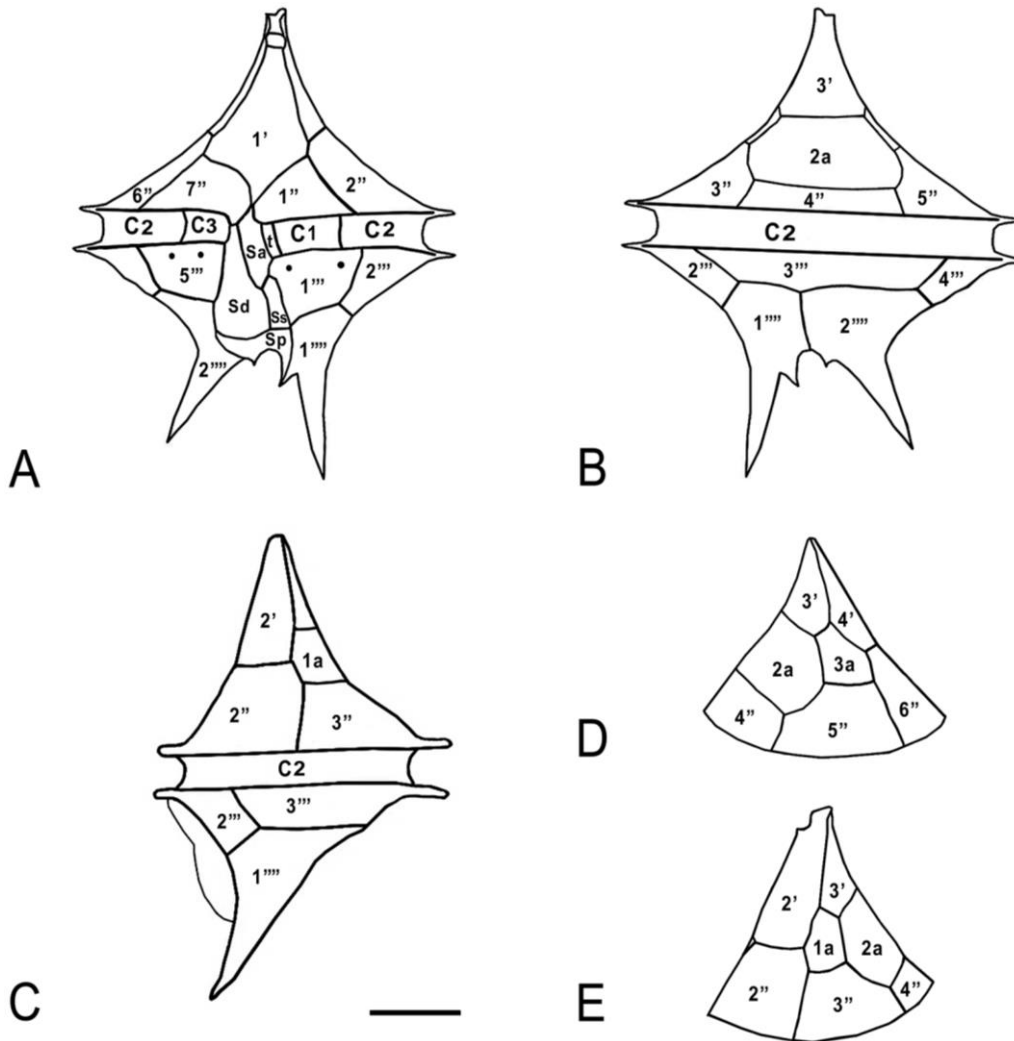 1’
6”
7”
1”
2”
C2
C3
Sa
t
C1
C2
5”’
1”’
2”’
Sd
Ss
Sp
2””
1””
A
3’
2a
3”
4”
5”
C2
2”’
3”’
4”’
1””
2””
B
2’
1a
2”
3”
C2
2”’
3”’
1””
C
3’
4’
2a
3a
4”
5”
6”
D
2’
3’
1a
2a
2”
3”
4”
E